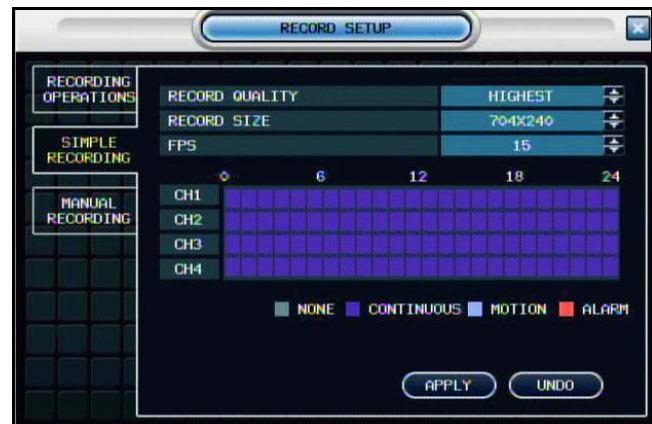 RECORD SETUP
RECORDING
OPERATIONS
SIMPLE
RECORDING
MANUAL
RECORDING
RECORD QUALITY HIGHEST
RECORD SIZE 704X240
FPS 15
0 6 12 18 24
CH1
CH2
CH3
CH4
NONE CONTINUOUS MOTION ALARM
APPLY UNDO